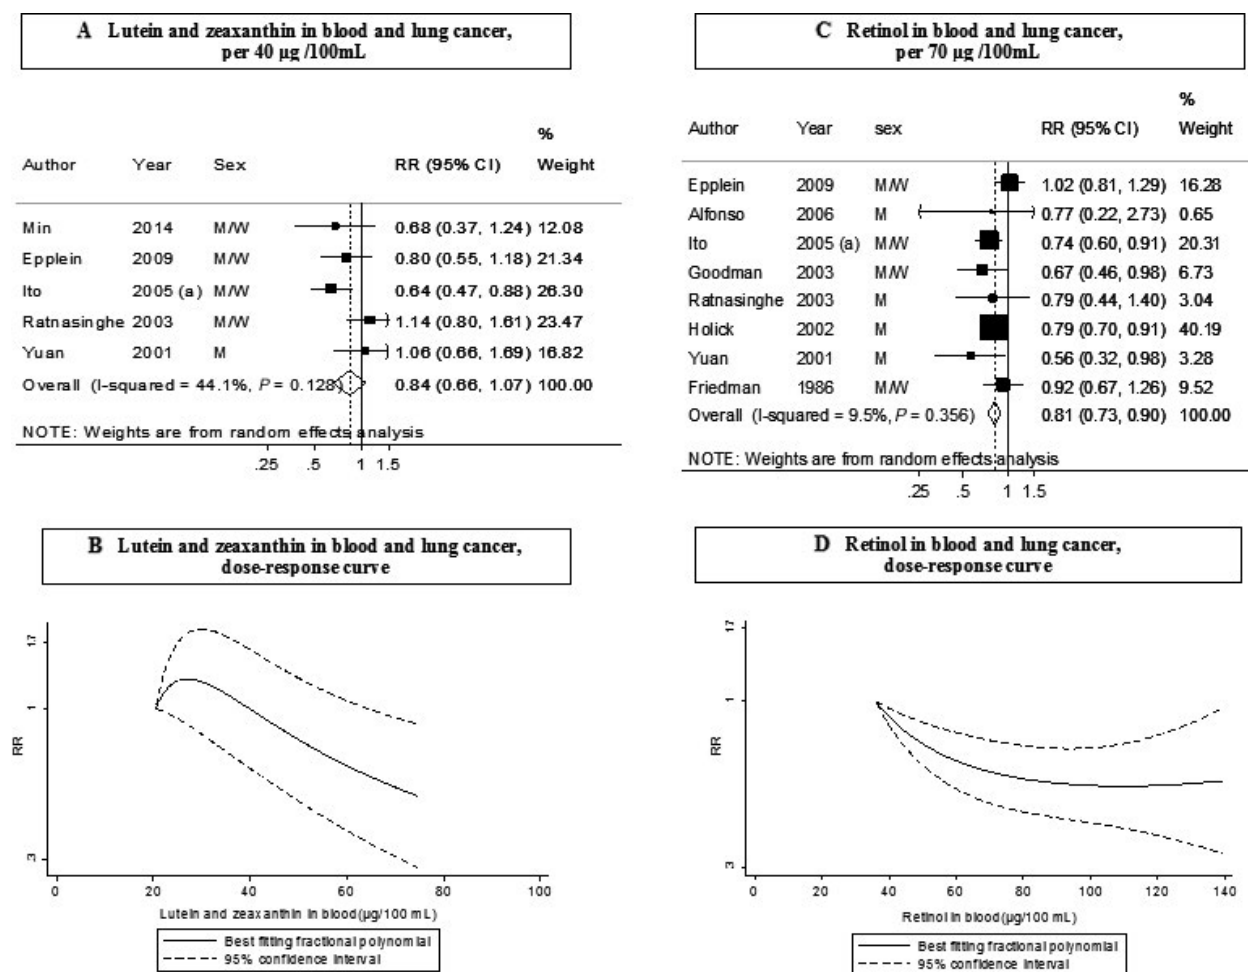 A Lutein and zeaxanthin in blood and lung cancer,
per 40 µg /100mL
%
Author Year Sex RR (95% CI) Weight
Min 2014 M/W 0.68 (0.37, 1.24) 12.08
Epplein 2009 M/W 0.80 (0.55, 1.18) 21.34
Ito 2005 (a) M/W 0.64 (0.47, 0.88) 26.30
Ratnasinghe 2003 M/W 1.14 (0.80, 1.61) 23.47
Yuan 2001 M 1.06 (0.66, 1.69) 16.82
Overall (I-squared = 44.1%, P = 0.128) 0.84 (0.66, 1.07) 100.00
NOTE: Weights are from random effects analysis
.25 .5 1 1.5
C Retinol in blood and lung cancer,
per 70 µg /100mL
%
Author Year sex RR (95% CI) Weight
Epplein 2009 M/W 1.02 (0.81, 1.29) 16.28
Alfonso 2006 M 0.77 (0.22, 2.73) 0.65
Ito 2005 (a) M/W 0.74 (0.60, 0.91) 20.31
Goodman 2003 M/W 0.67 (0.46, 0.98) 6.73
Ratnasinghe 2003 M 0.79 (0.44, 1.40) 3.04
Holick 2002 M 0.79 (0.70, 0.91) 40.19
Yuan 2001 M 0.56 (0.32, 0.98) 3.28
Friedman 1986 M/W 0.92 (0.67, 1.26) 9.52
Overall (I-squared = 9.5%, P = 0.356) 0.81 (0.73, 0.90) 100.00
NOTE: Weights are from random effects analysis
.25 .5 1 1.5
B Lutein and zeaxanthin in blood and lung cancer,
dose-response curve
1.7
1
RR
.3
0 20 40 60 80 100
Lutein and zeaxanthin in blood(µg/100 mL)
Best fitting fractional polynomial
95% confidence interval
D Retinol in blood and lung cancer,
dose-response curve
1.7
1
RR
.3
0 20 40 60 80 100 120 140
Retinol in blood(µg/100 mL)
Best fitting fractional polynomial
95% confidence interval